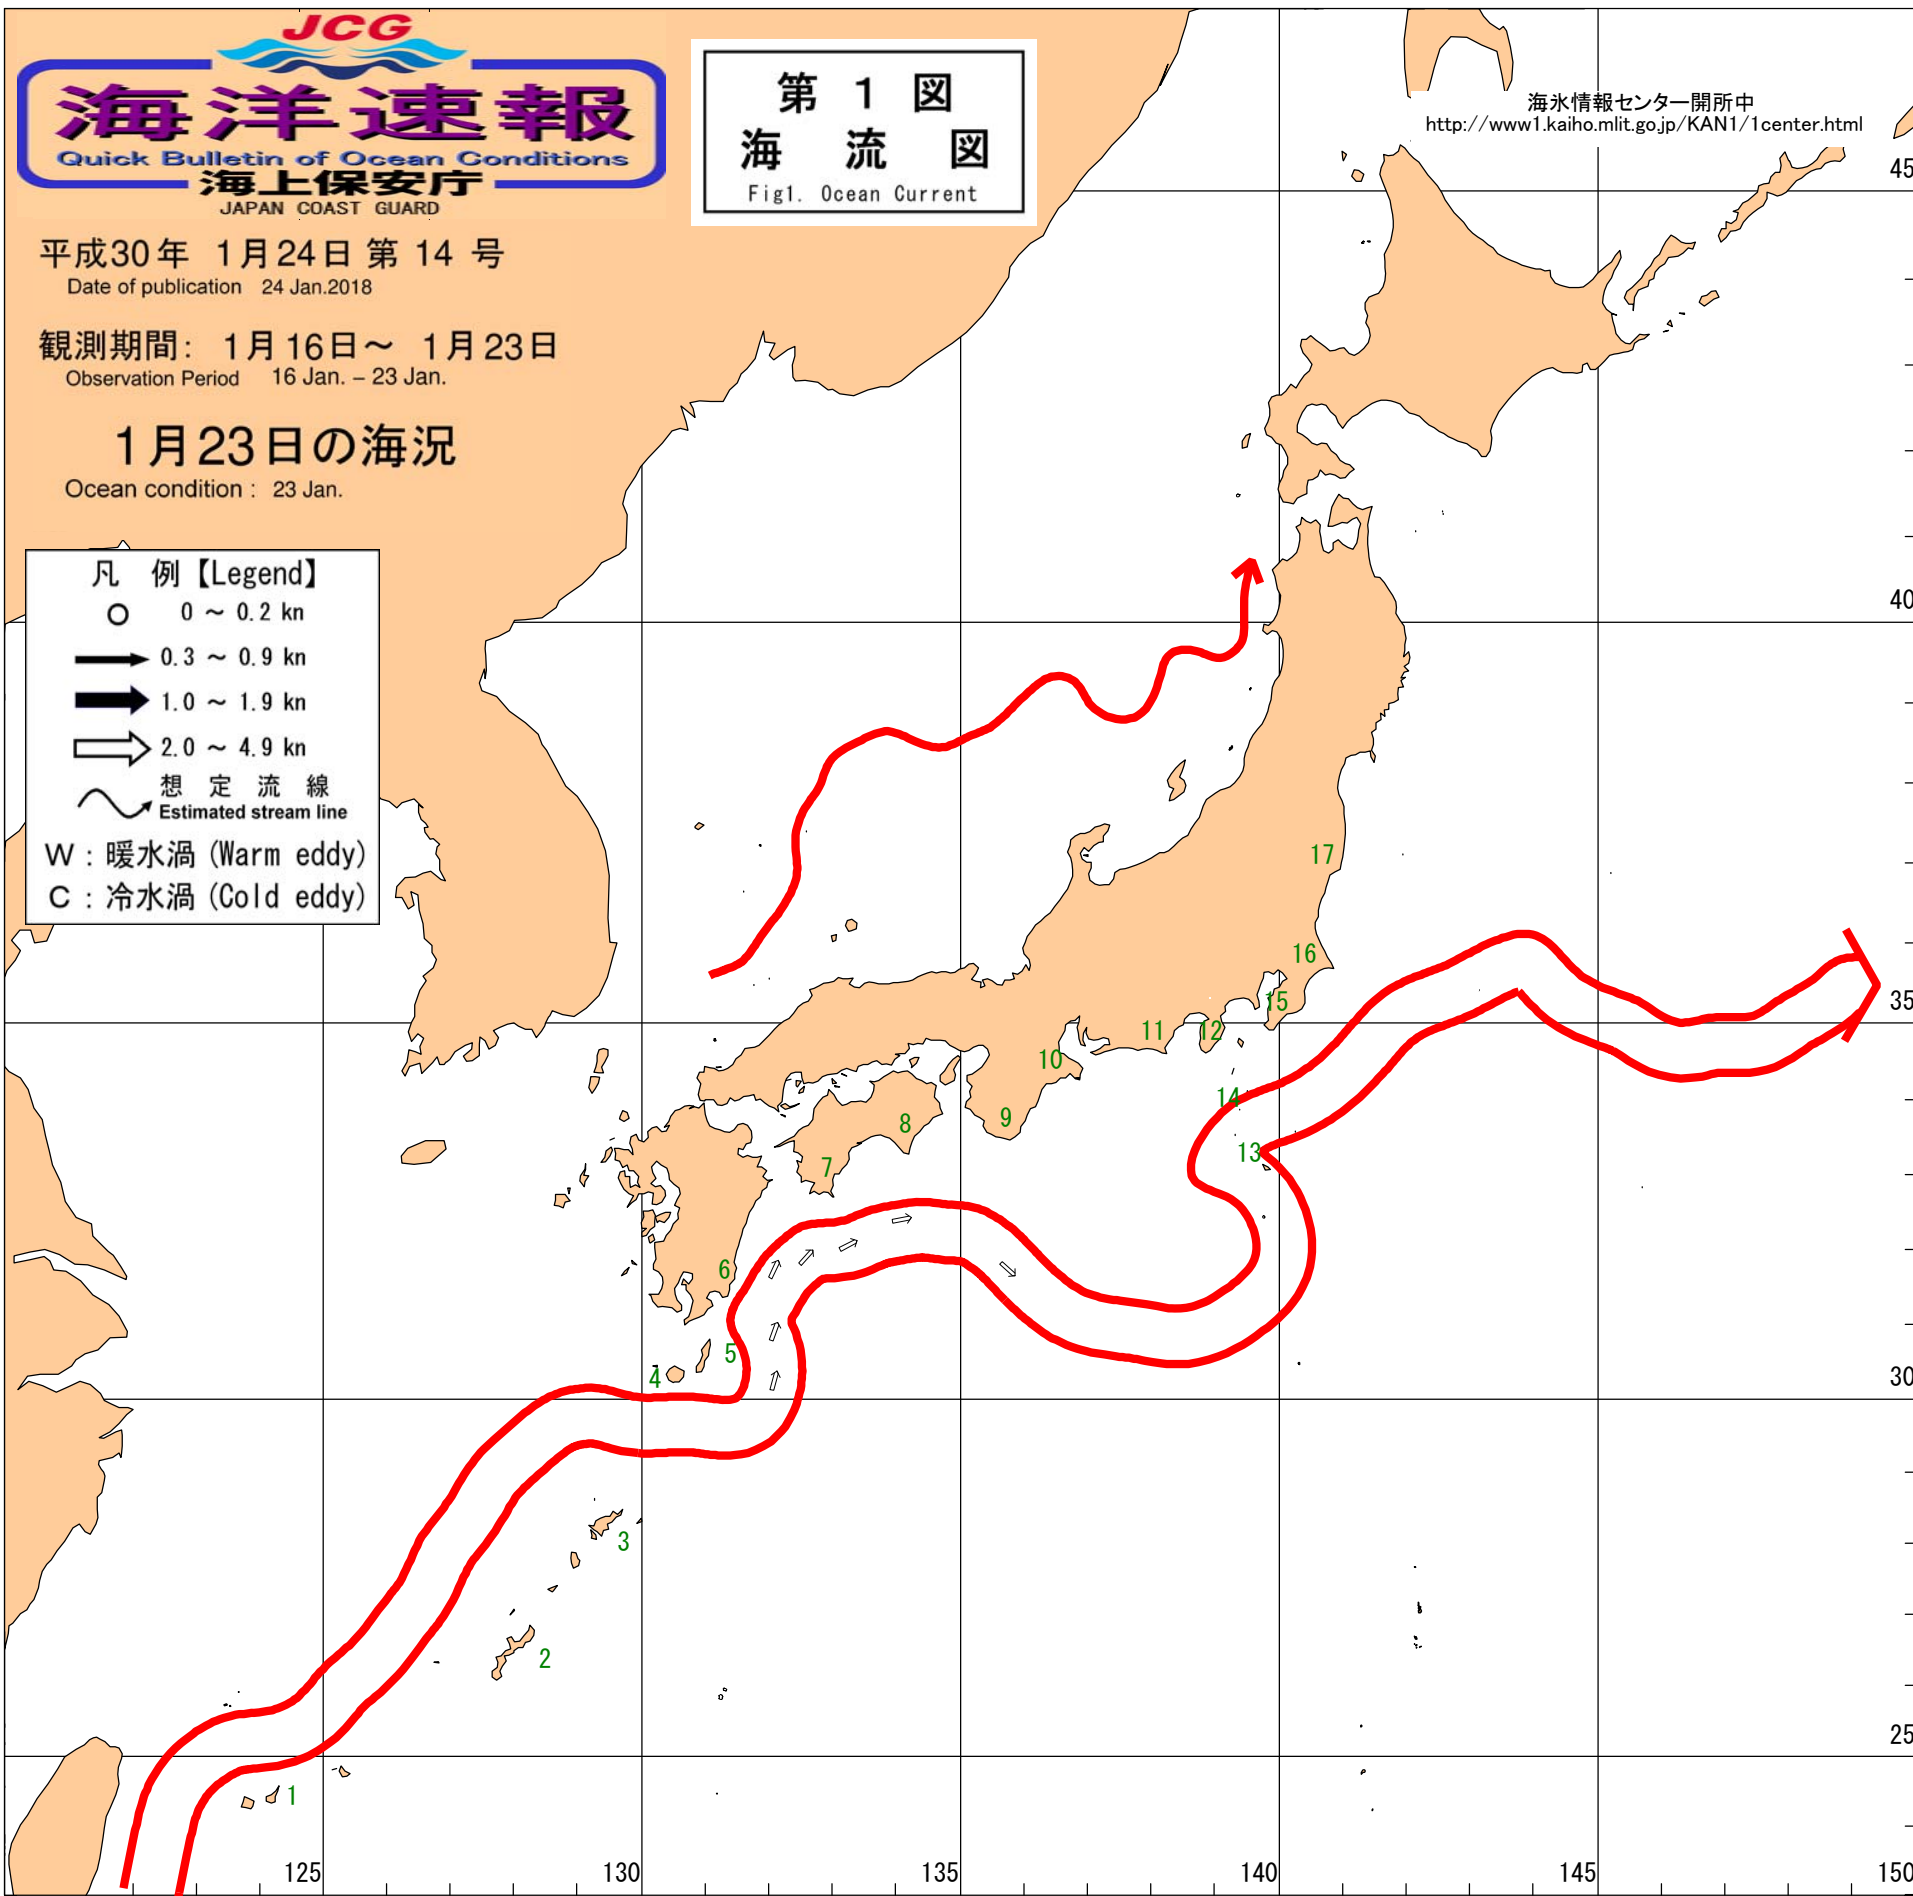 JCG
海洋速報
Quick Bulletin of Ocean Conditions
海上保安庁
JAPAN COAST GUARD
第 1 図
海 流 図
Fig1. Ocean Current
海氷情報センター開所中
http://www1.kaiho.mlit.go.jp/KAN1/1center.html
平成30年 1月24日 第 14 号
Date of publication 24 Jan.2018
観測期間: 1月16日～ 1月23日
Observation Period 16 Jan. – 23 Jan.
1月23日の海況
Ocean condition : 23 Jan.
凡 例【Legend】
0 ～ 0.2 kn
0.3 ～ 0.9 kn
1.0 ～ 1.9 kn
2.0 ～ 4.9 kn
想 定 流 線
Estimated stream line
W : 暖水渦 (Warm eddy)
C : 冷水渦 (Cold eddy)
45
40
17
16
35
15
12
11
10
14
9
8
13
7
6
5
4
30
3
2
25
1
125
130
135
140
145
150